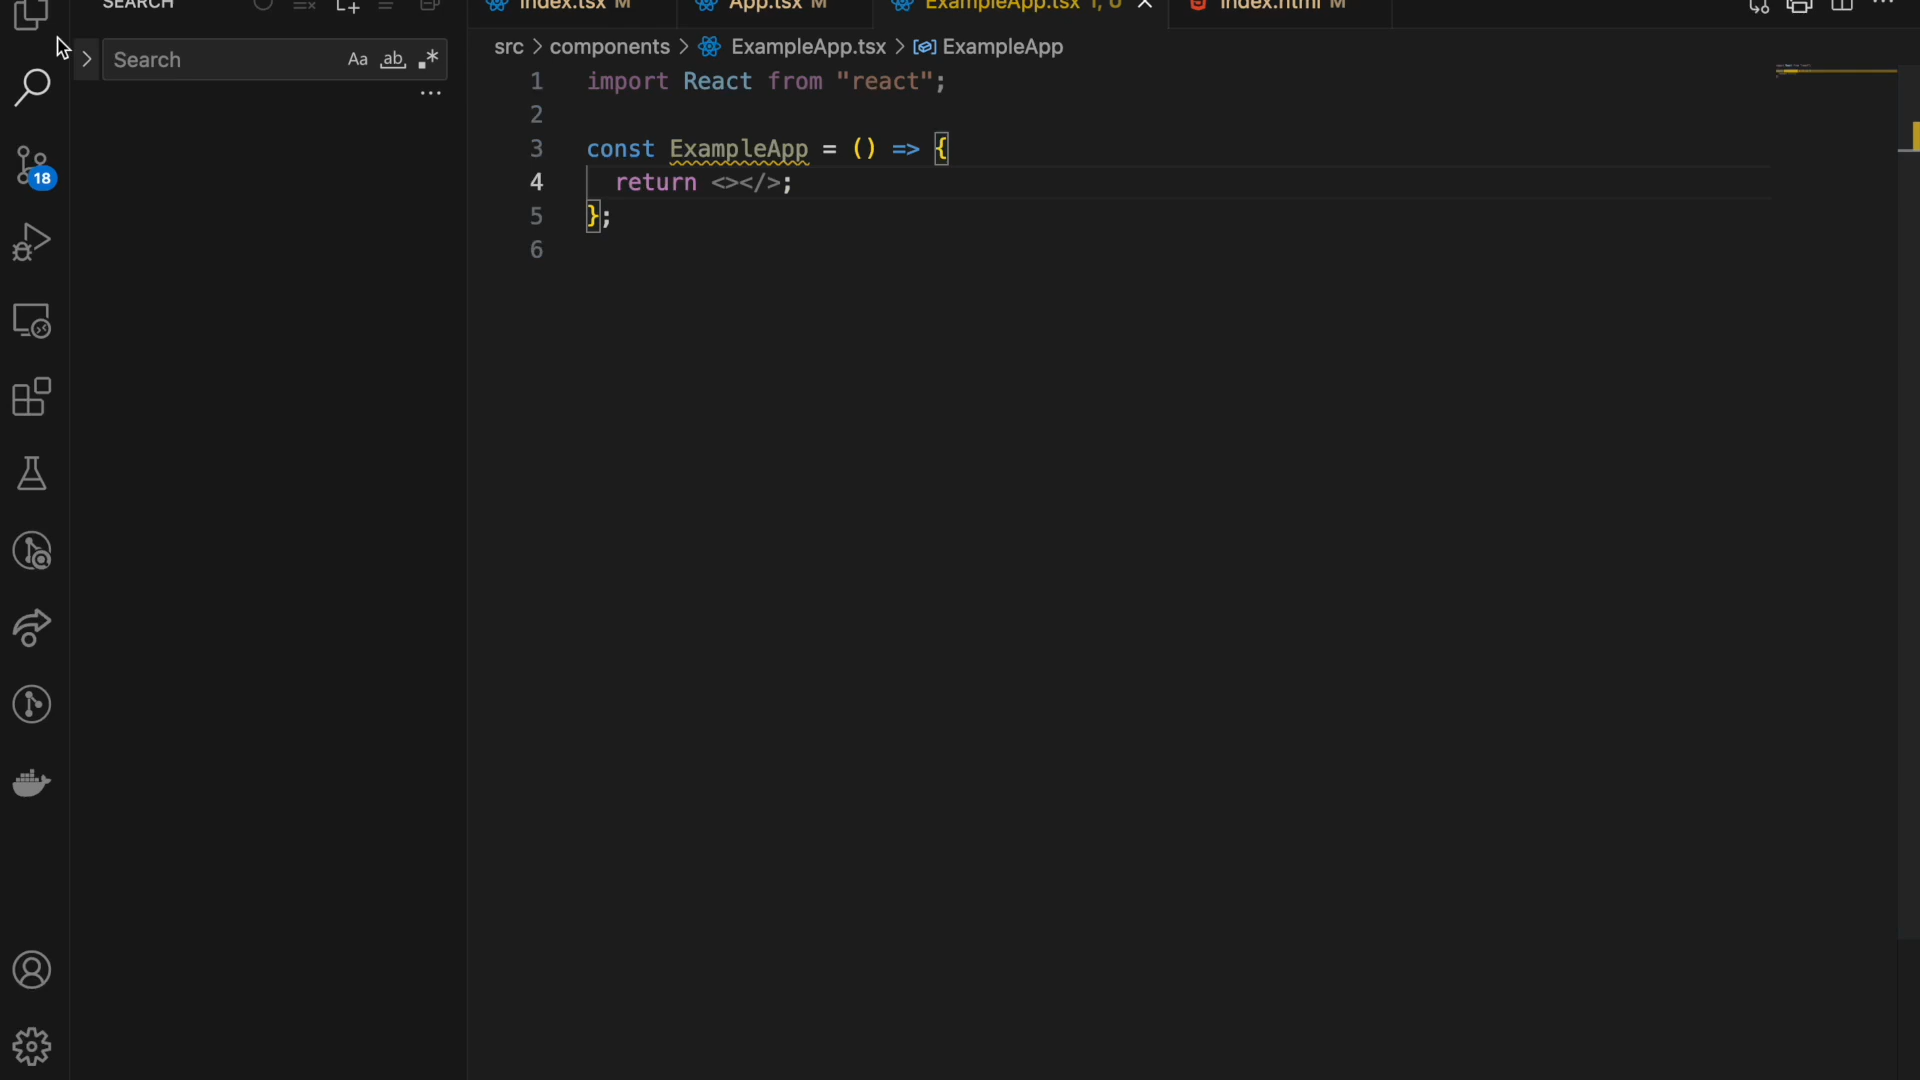 SEARCH
index.tsx M
App.tsx M
ExampleApp.tsx 1, U
index.html M
Search
Aa
ab
.*
src > components > ExampleApp.tsx > ExampleApp
1 import React from "react";
2
3 const ExampleApp = () => {
4 return <></>;
5 };
6
18